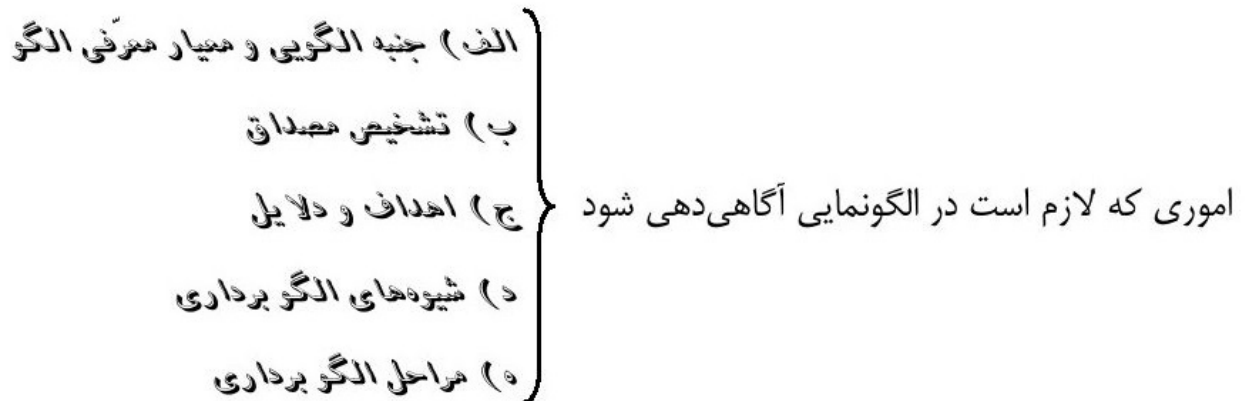 اموری که لازم است در الگونمایی آگاهی‌دهی شود
الف) جنبه الگویی و معیار معرّفی الگو
ب) تشخیص مصداق
ج) اهداف و دلایل
د) شیوه‌های الگو برداری
ه) مراحل الگو برداری